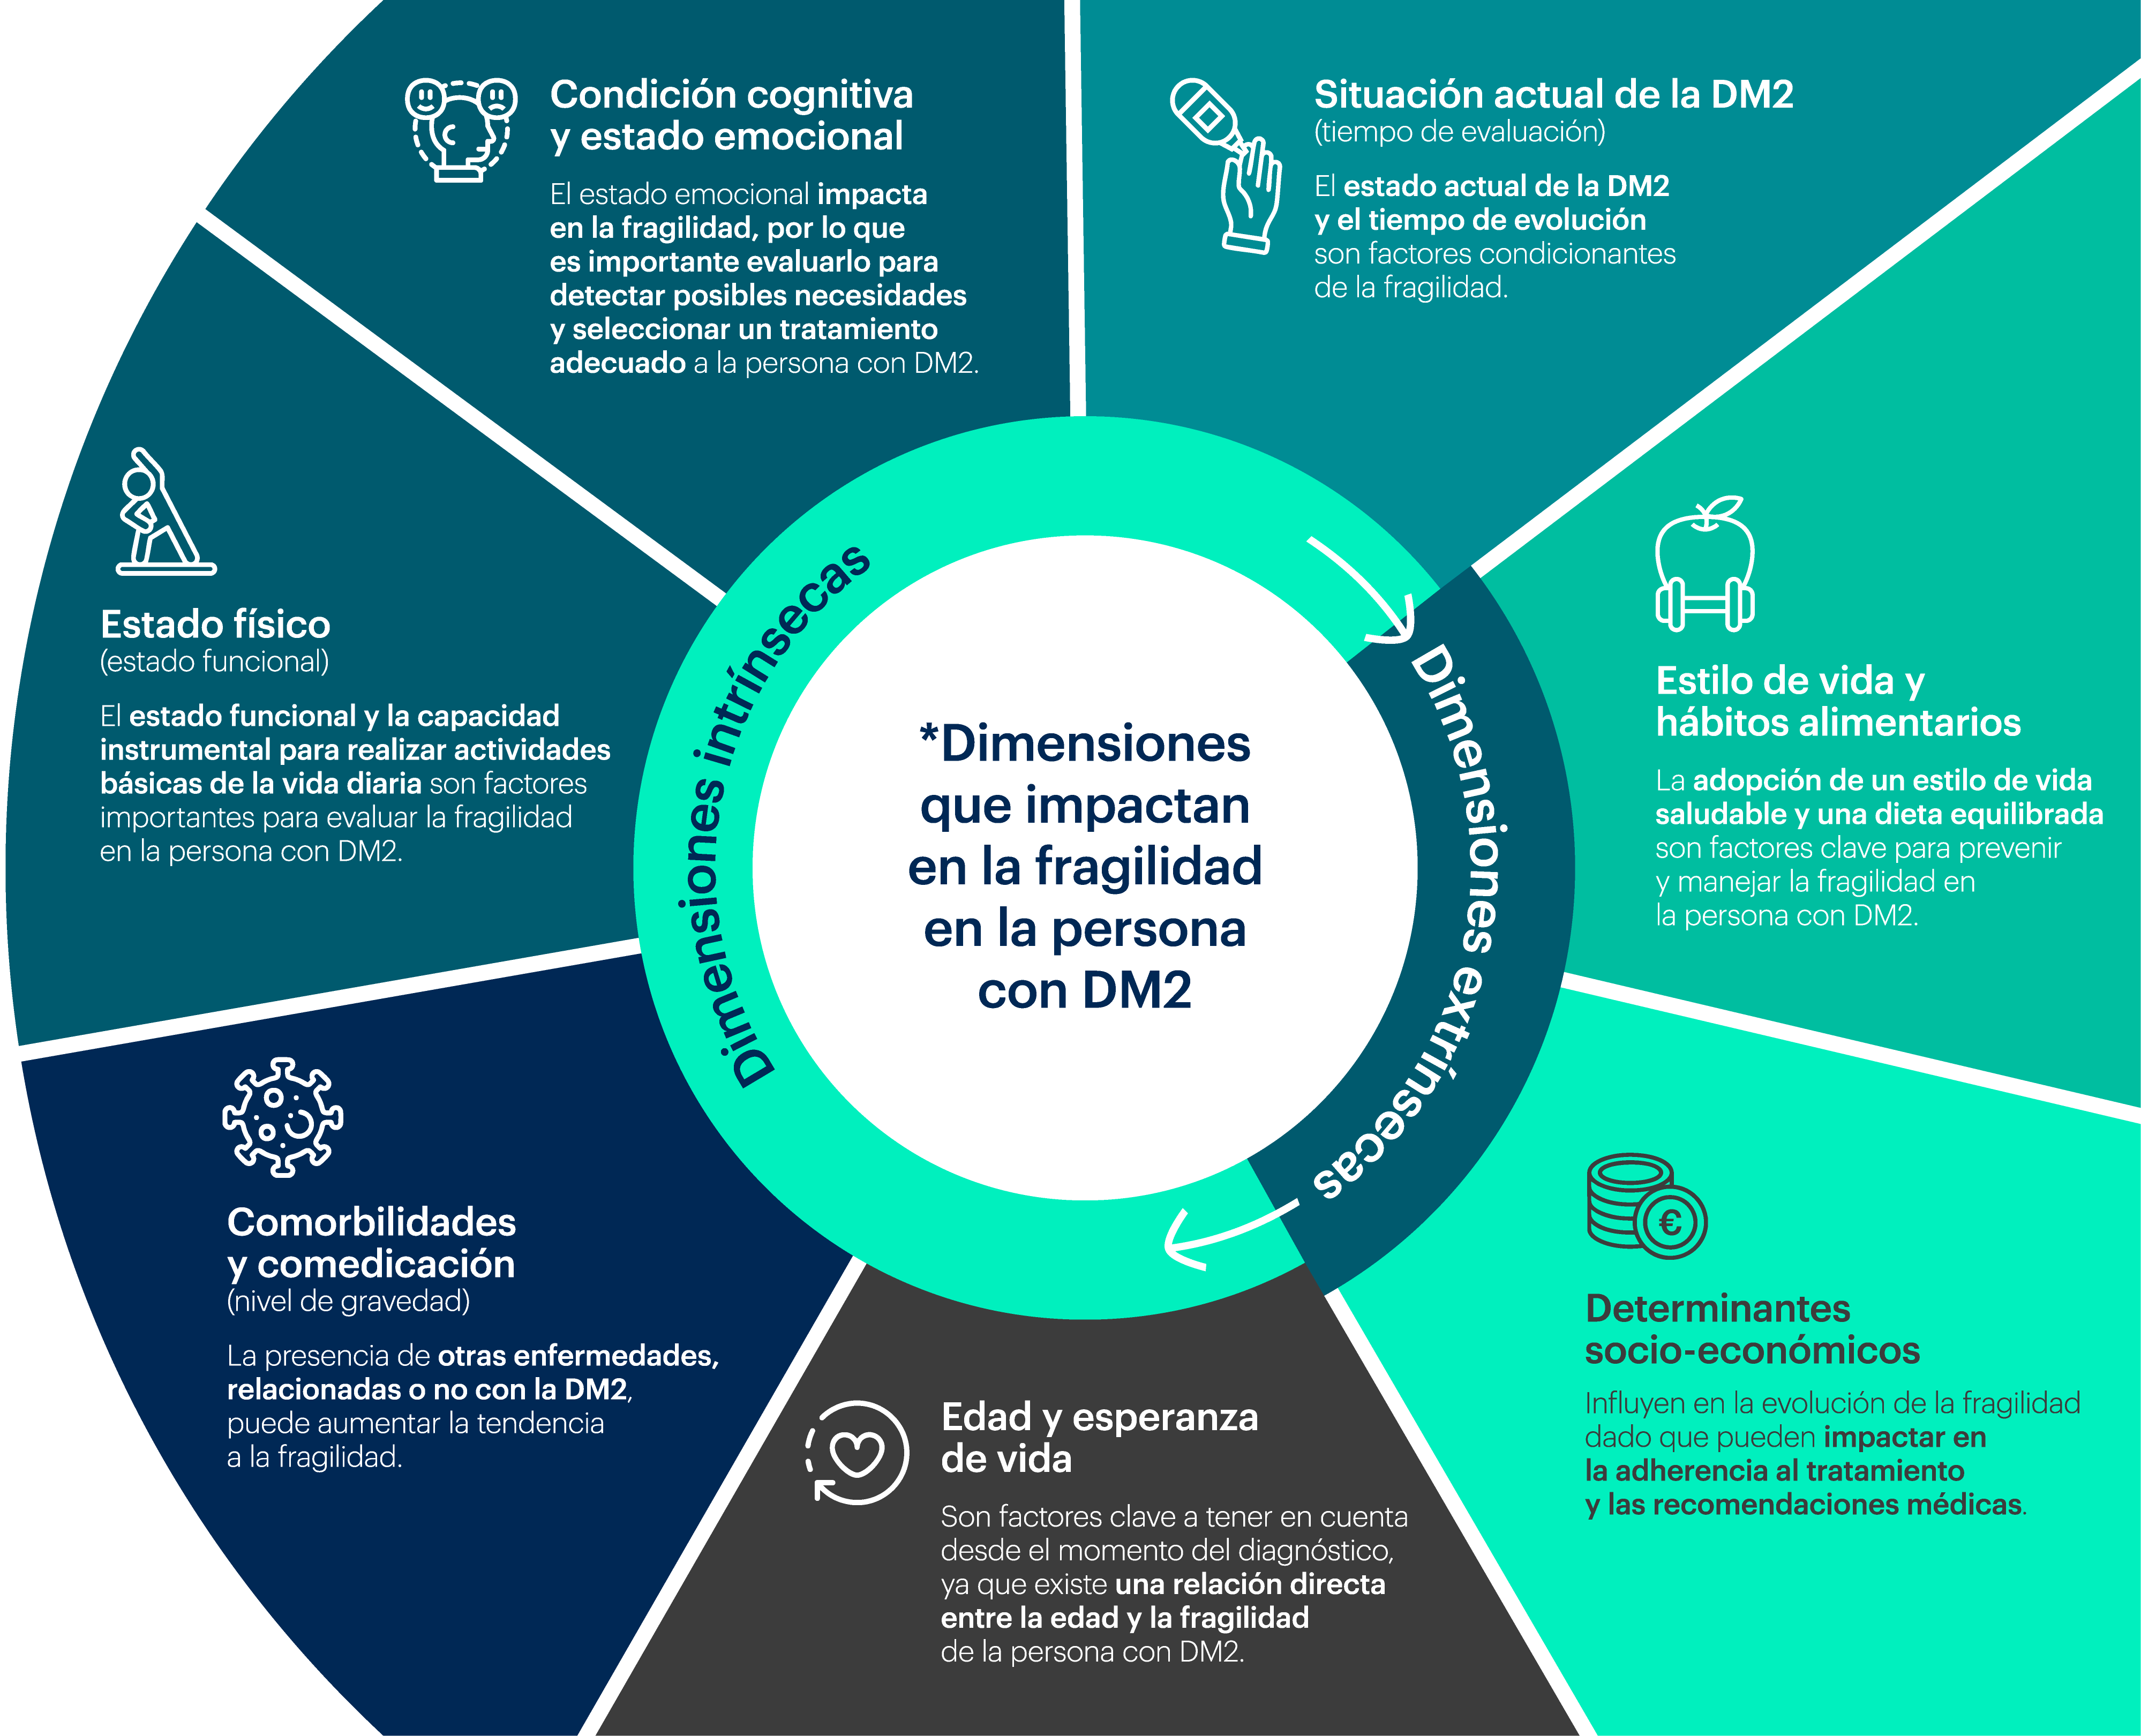 Condición cognitiva
y estado emocional
El estado emocional impacta
en la fragilidad, por lo que
es importante evaluarlo para
detectar posibles necesidades
y seleccionar un tratamiento
adecuado a la persona con DM2.
Situación actual de la DM2
(tiempo de evaluación)
El estado actual de la DM2
y el tiempo de evolución
son factores condicionantes
de la fragilidad.
Estilo de vida y
hábitos alimentarios
La adopción de un estilo de vida
saludable y una dieta equilibrada
son factores clave para prevenir
y manejar la fragilidad en
la persona con DM2.
Determinantes
socio-económicos
Influyen en la evolución de la fragilidad
dado que pueden impactar en
la adherencia al tratamiento
y las recomendaciones médicas.
€
Edad y esperanza
de vida
Son factores clave a tener en cuenta
desde el momento del diagnóstico,
ya que existe una relación directa
entre la edad y la fragilidad
de la persona con DM2.
Comorbilidades
y comedicación
(nivel de gravedad)
La presencia de otras enfermedades,
relacionadas o no con la DM2,
puede aumentar la tendencia
a la fragilidad.
Estado físico
(estado funcional)
El estado funcional y la capacidad
instrumental para realizar actividades
básicas de la vida diaria son factores
importantes para evaluar la fragilidad
en la persona con DM2.
Dimensiones intrínsecas
Dimensiones extrínsecas
*Dimensiones
que impactan
en la fragilidad
en la persona
con DM2